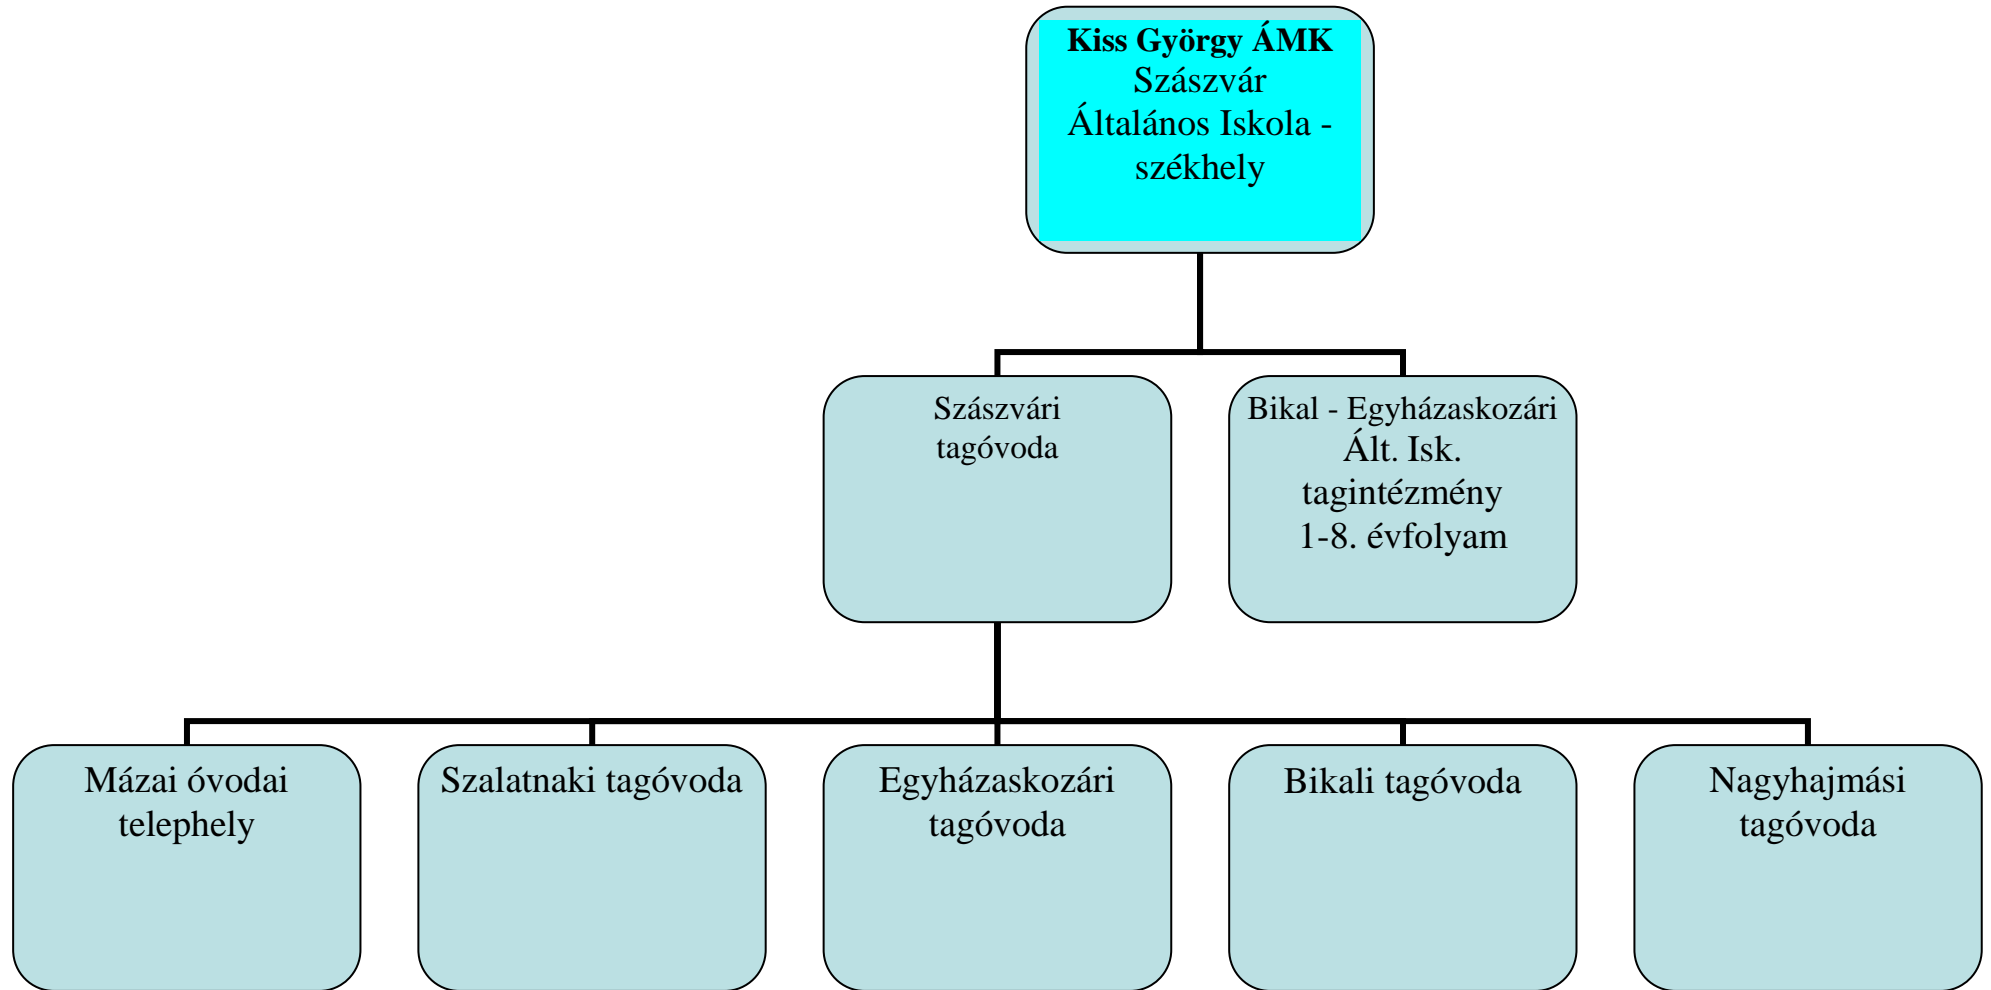 Kiss György ÁMK
Szászvár
Általános Iskola -
székhely
Szászvári
tagóvoda
Bikal - Egyházaskozári
Ált. Isk.
tagintézmény
1-8. évfolyam
Mázai óvodai
telephely
Szalatnaki tagóvoda
Egyházaskozári
tagóvoda
Bikali tagóvoda
Nagyhajmási
tagóvoda